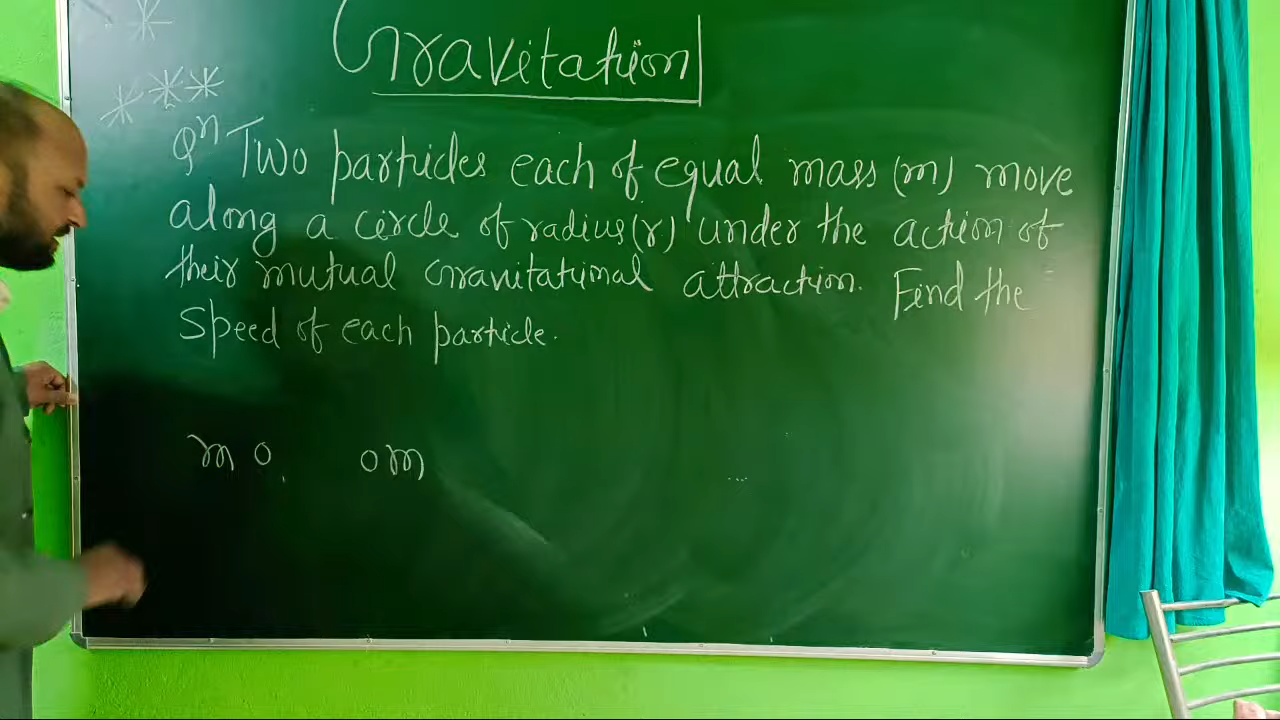 Gravitation
Qn Two particles each of equal mass (m) move
along a circle of radius (r) under the action of
their mutual Gravitational attraction. Find the
Speed of each particle.
m o o m